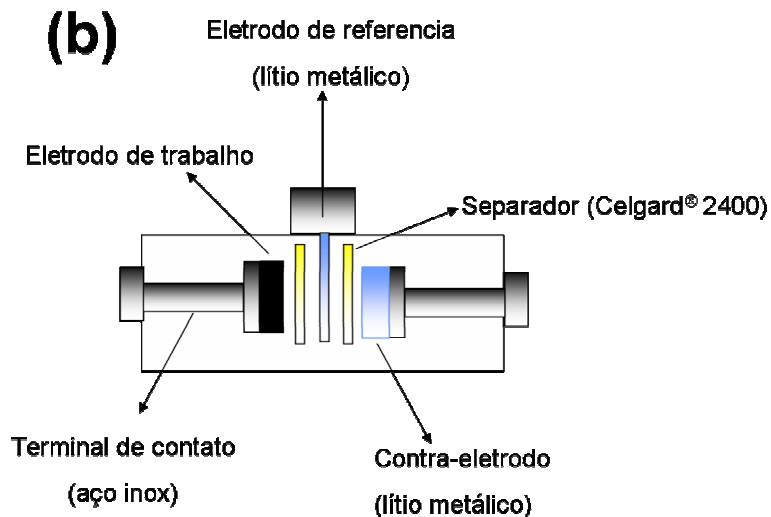 (b)
Eletrodo de referencia
(lítio metálico)
Eletrodo de trabalho
Separador (Celgard® 2400)
Terminal de contato
(aço inox)
Contra-eletrodo
(lítio metálico)